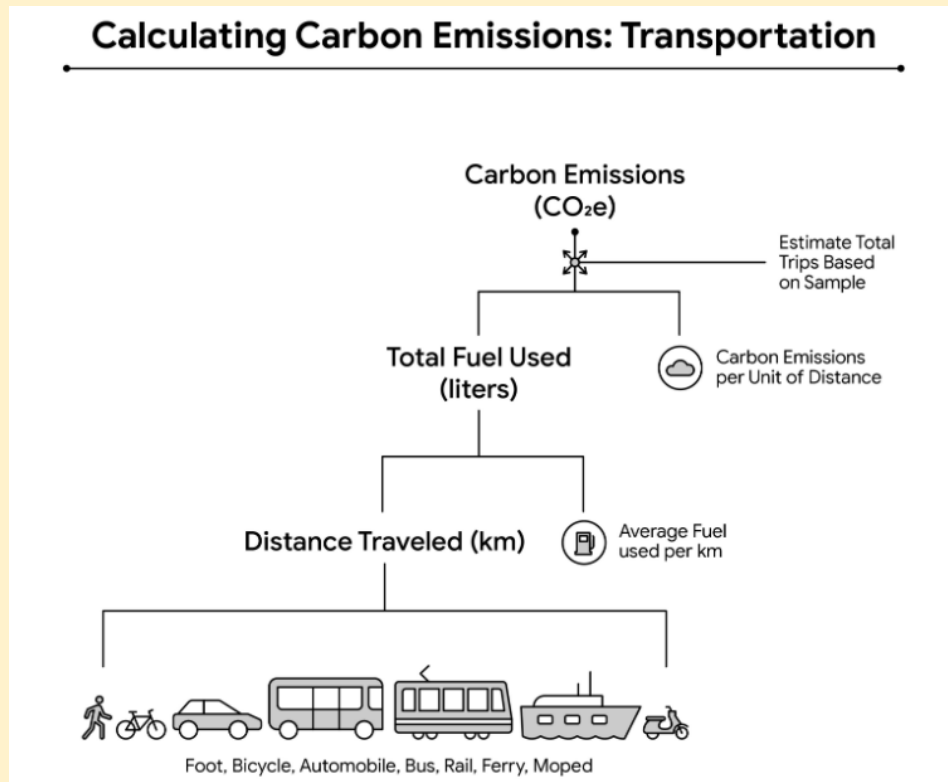 Calculating Carbon Emissions: Transportation
Carbon Emissions
(CO₂e)
Estimate Total
Trips Based
on Sample
Total Fuel Used
(liters)
Carbon Emissions
per Unit of Distance
Distance Traveled (km)
Average Fuel
used per km
Foot, Bicycle, Automobile, Bus, Rail, Ferry, Moped